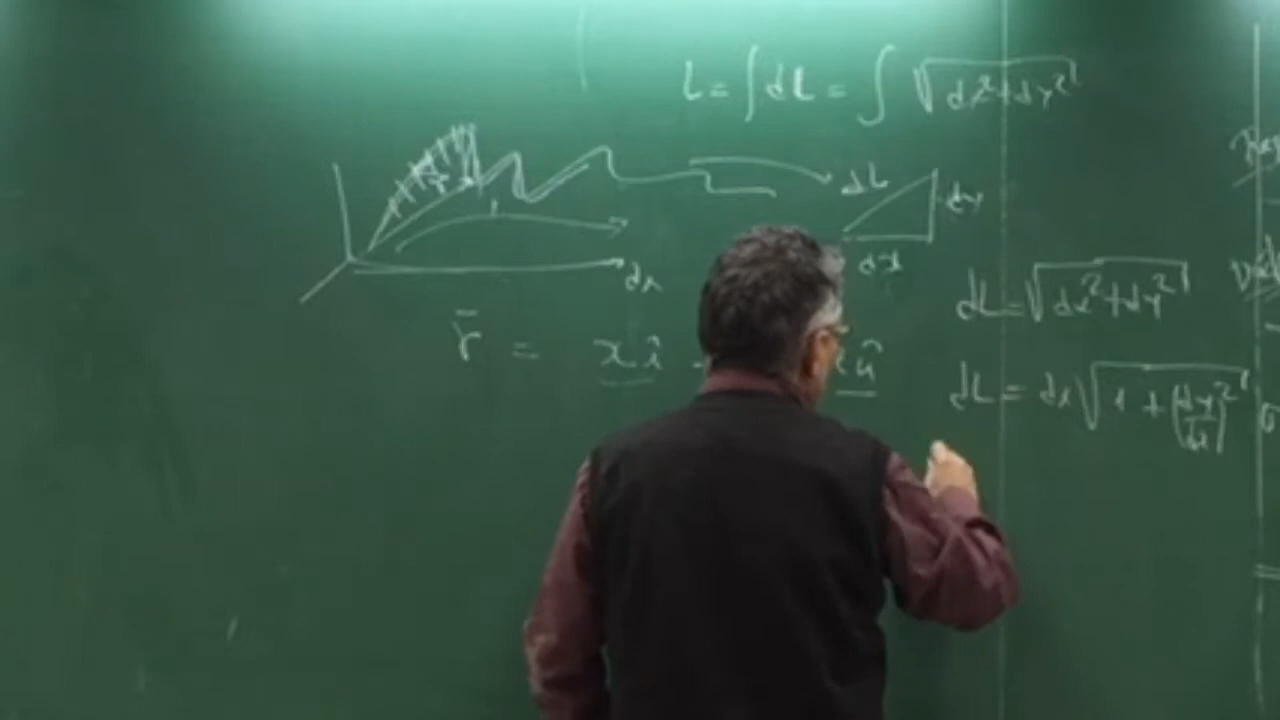 L = ∫ dL = ∫ √(dx²+dy²)
dL
dy
dx
dx
dL = √(dx²+dy²)
r̄ = xî
dL = dx√(1 + (dy/dx)²)